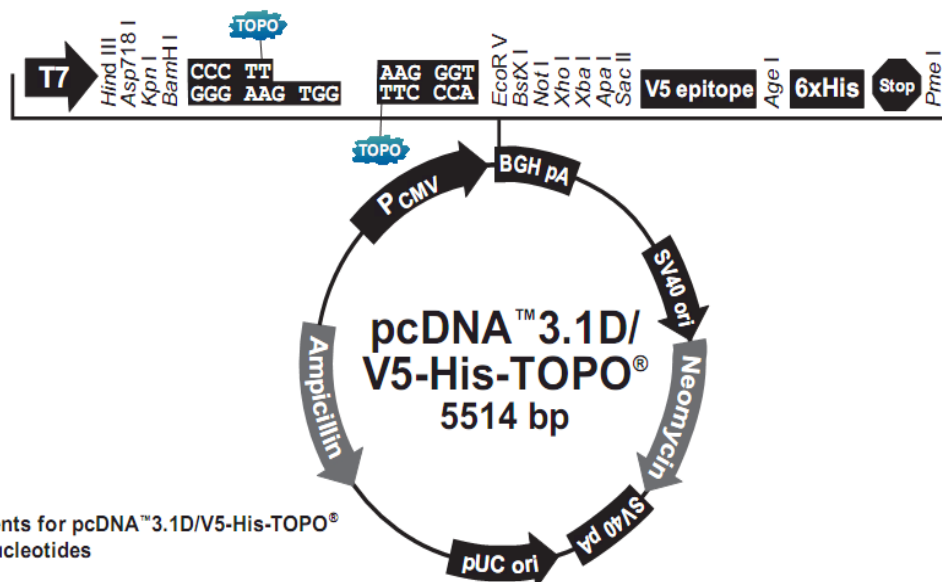 TOPO
T7
Hind III
Asp718 I
Kpn I
BamH I
CCC TT
GGG AAG TGG
AAG GGT
TTC CCA
TOPO
EcoR V
BstX I
Not I
Xho I
Xba I
Apa I
Sac II
V5 epitope
Age I
6xHis
Stop
Pme I
PCMV
BGH pA
SV40 ori
Neomycin
SV40 pA
pUC ori
Ampicillin
pcDNA™3.1D/
V5-His-TOPO®
5514 bp
ents for pcDNA™3.1D/V5-His-TOPO®
ucleotides